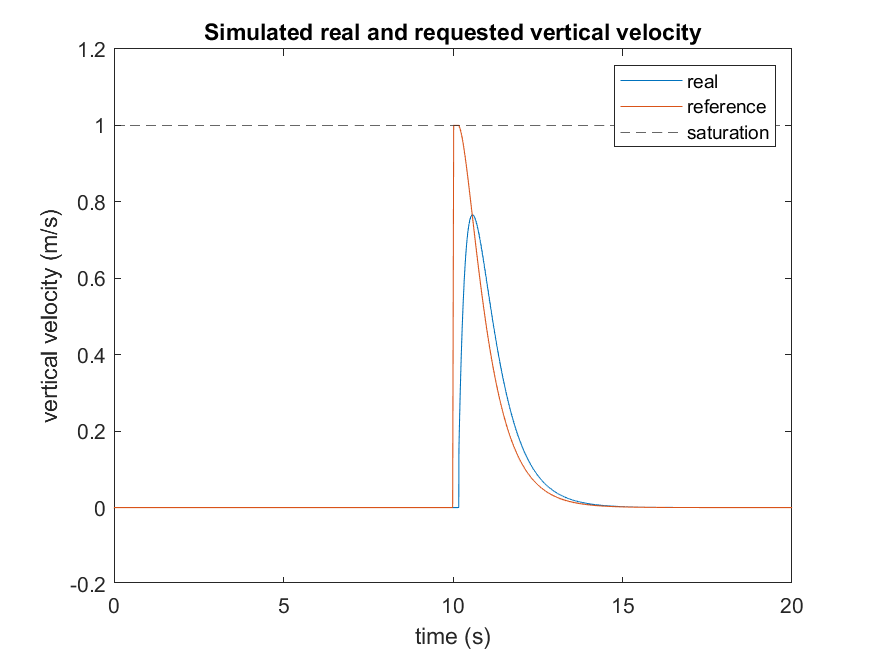 Simulated real and requested vertical velocity
1.2
1
0.8
0.6
0.4
0.2
0
-0.2
vertical velocity (m/s)
real
reference
saturation
0 5 10 15 20
time (s)